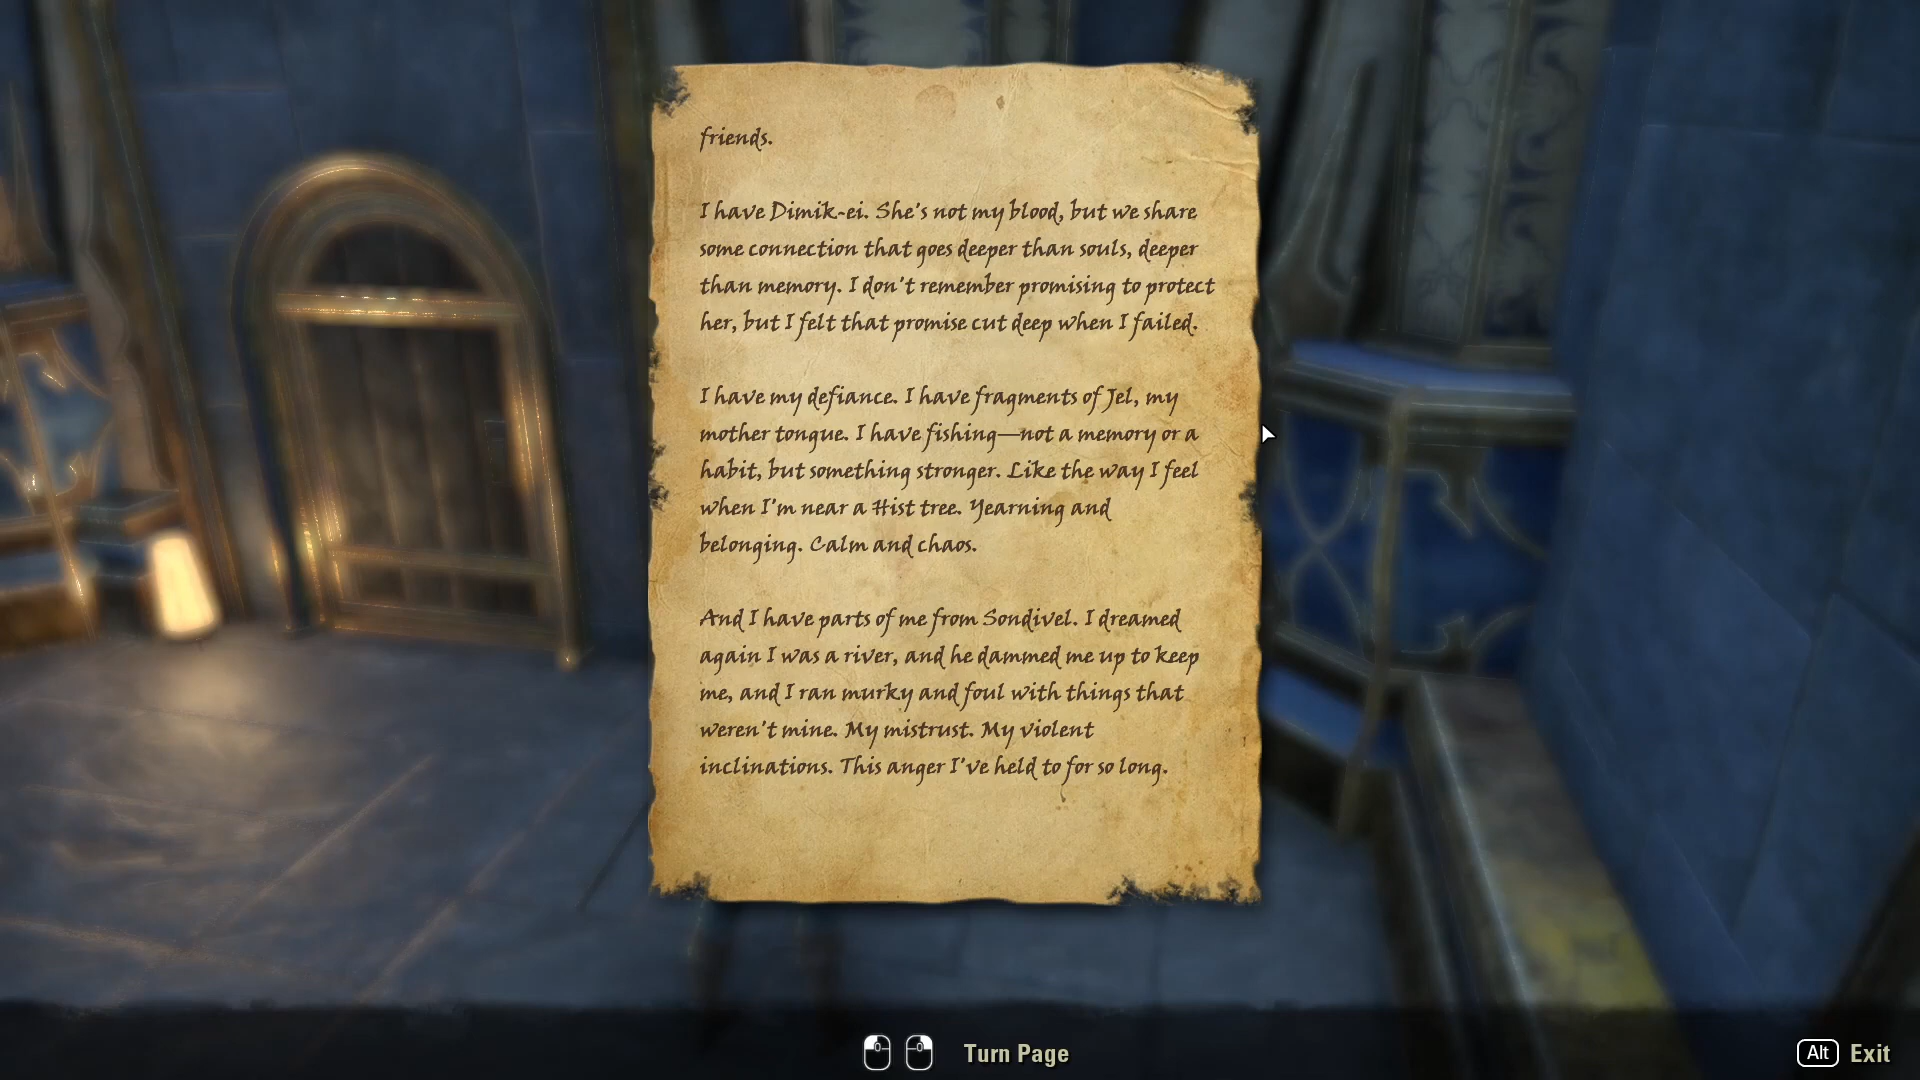 friends.
I have Dimik-ei. She's not my blood, but we share
some connection that goes deeper than souls, deeper
than memory. I don't remember promising to protect
her, but I felt that promise cut deep when I failed.
I have my defiance. I have fragments of Jel, my
mother tongue. I have fishing—not a memory or a
habit, but something stronger. Like the way I feel
when I'm near a Hist tree. Yearning and
belonging. Calm and chaos.
And I have parts of me from Sondivel. I dreamed
again I was a river, and he dammed me up to keep
me, and I ran murky and foul with things that
weren't mine. My mistrust. My violent
inclinations. This anger I've held to for so long.
Turn Page
Alt Exit